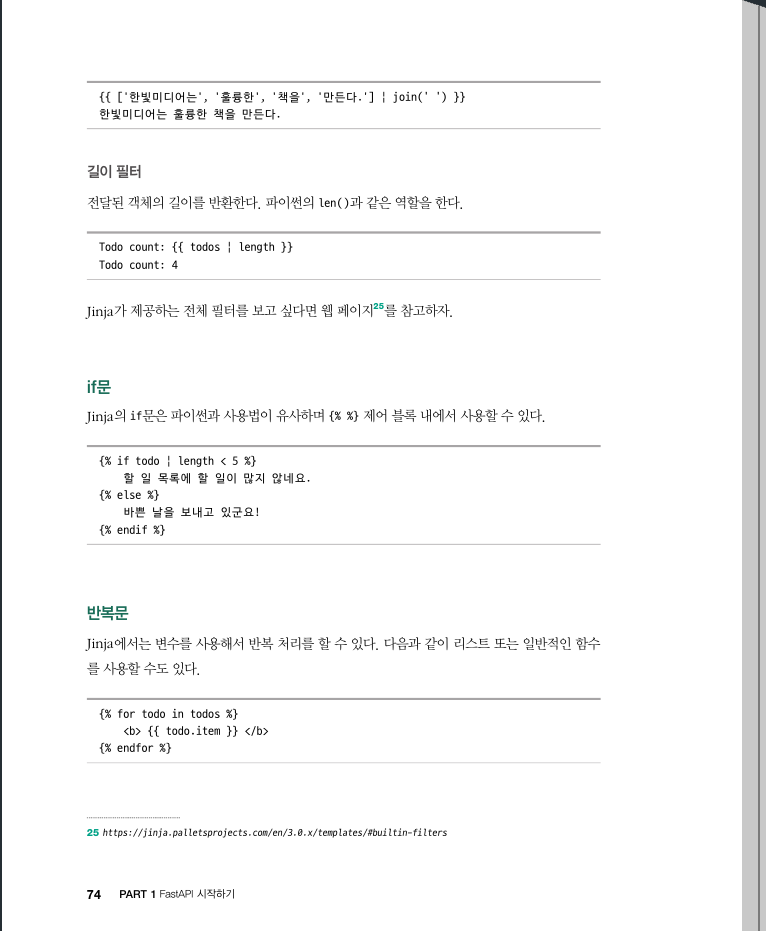 {{ ['한빛미디어는', '훌륭한', '책을', '만든다.'] | join(' ') }}
한빛미디어는 훌륭한 책을 만든다.
길이 필터
전달된 객체의 길이를 반환한다. 파이썬의 len()과 같은 역할을 한다.
Todo count: {{ todos | length }}
Todo count: 4
Jinja가 제공하는 전체 필터를 보고 싶다면 웹 페이지25를 참고하자.
if문
Jinja의 if문은 파이썬과 사용법이 유사하며 {% %} 제어 블록 내에서 사용할 수 있다.
{% if todo | length < 5 %}
할 일 목록에 할 일이 많지 않네요.
{% else %}
바쁜 날을 보내고 있군요!
{% endif %}
반복문
Jinja에서는 변수를 사용해서 반복 처리를 할 수 있다. 다음과 같이 리스트 또는 일반적인 함수
를 사용할 수도 있다.
{% for todo in todos %}
<b> {{ todo.item }} </b>
{% endfor %}
25 https://jinja.palletsprojects.com/en/3.0.x/templates/#builtin-filters
74 PART 1 FastAPI 시작하기